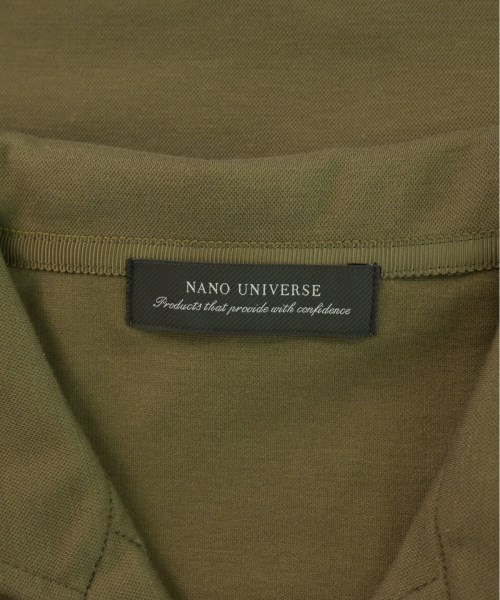 NANO UNIVERSE
Products that provide with confidence